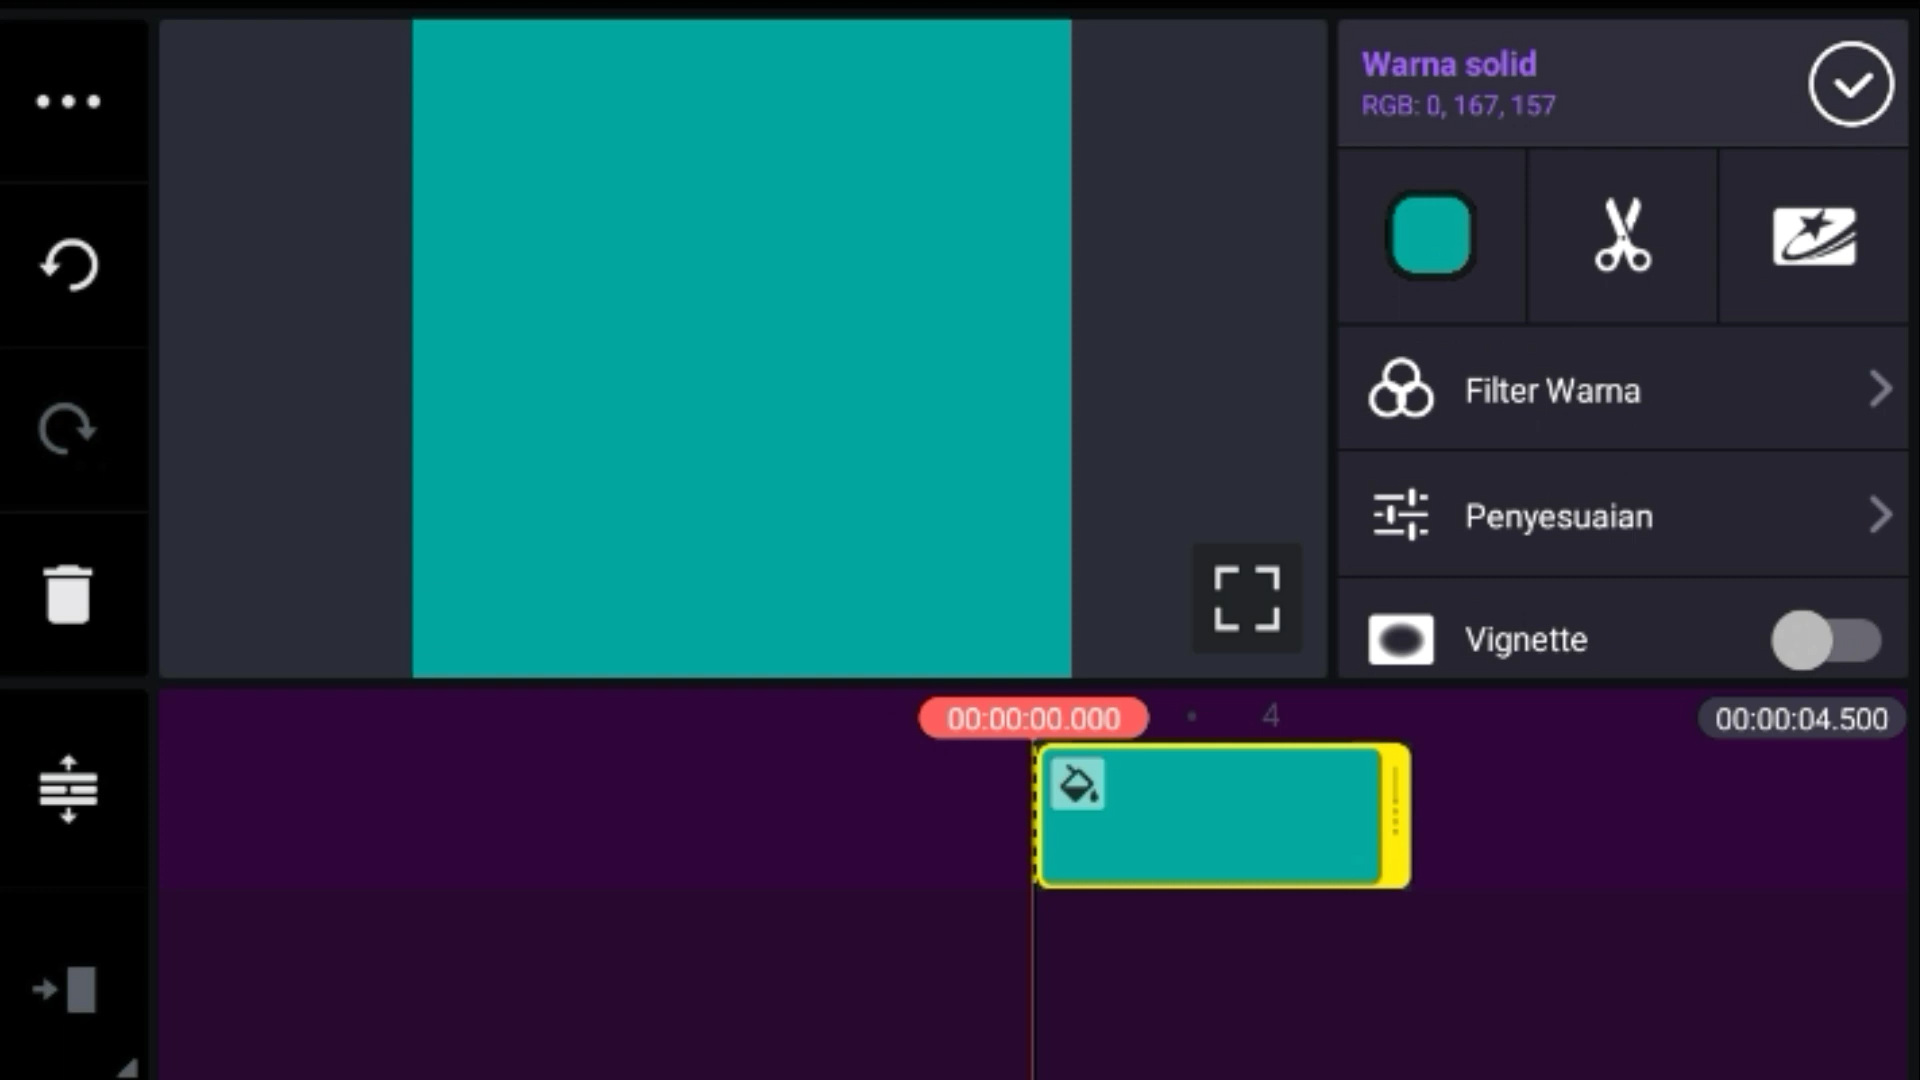 Warna solid
RGB: 0, 167, 157
Filter Warna
Penyesuaian
Vignette
00:00:00.000
4
00:00:04.500